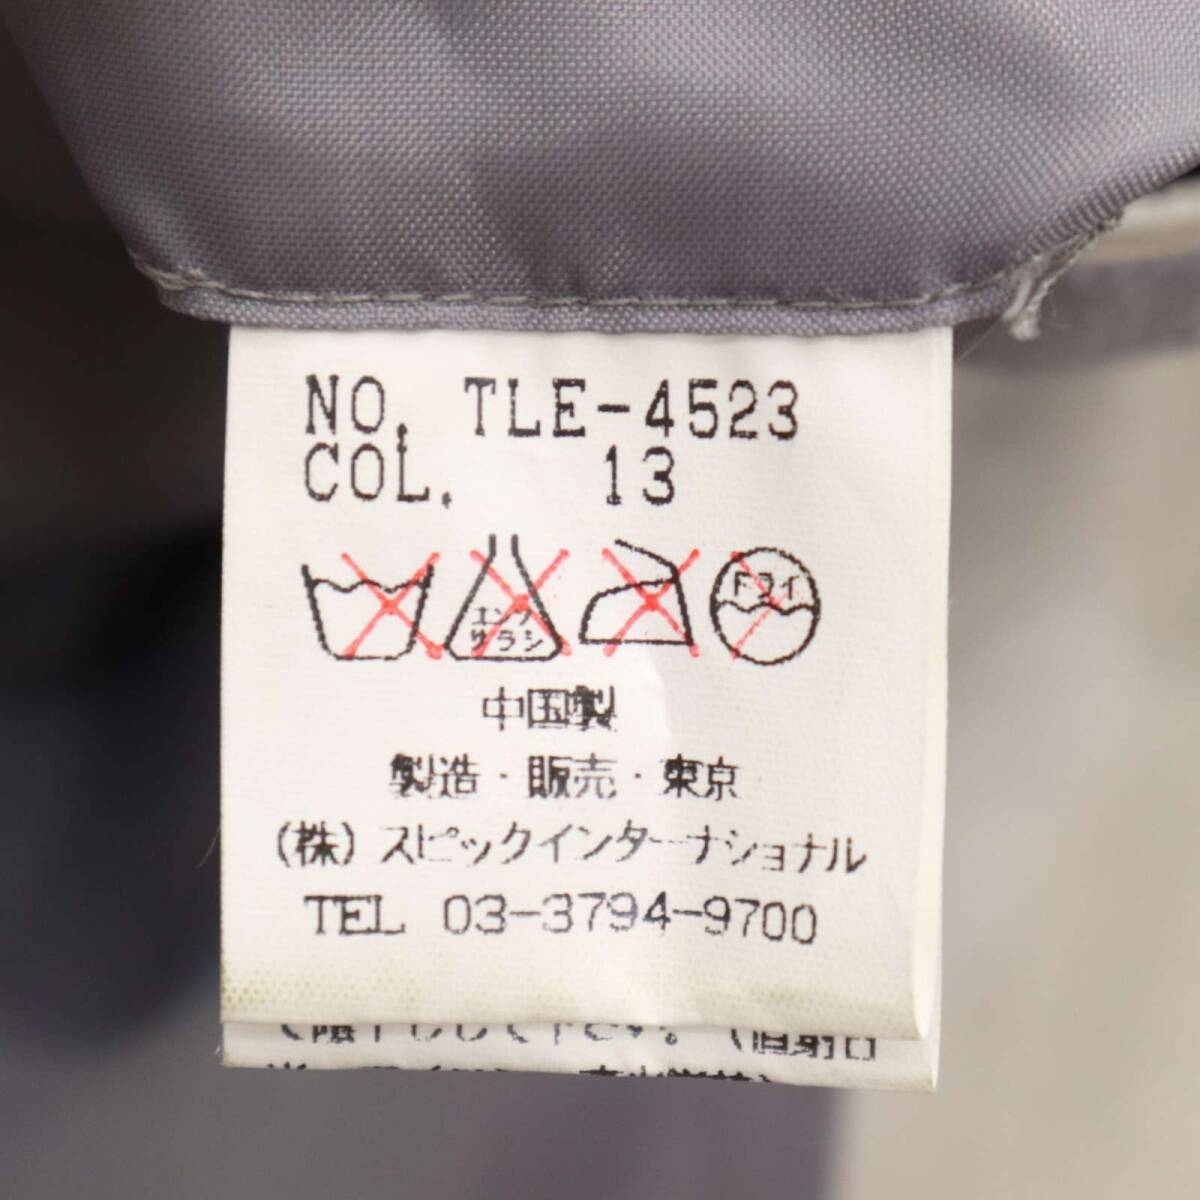 NO. TLE-4523
COL. 13
エンソ
サラシ
ドライ
中国製
製造・販売・東京
(株)スピックインターナショナル
TEL 03-3794-9700